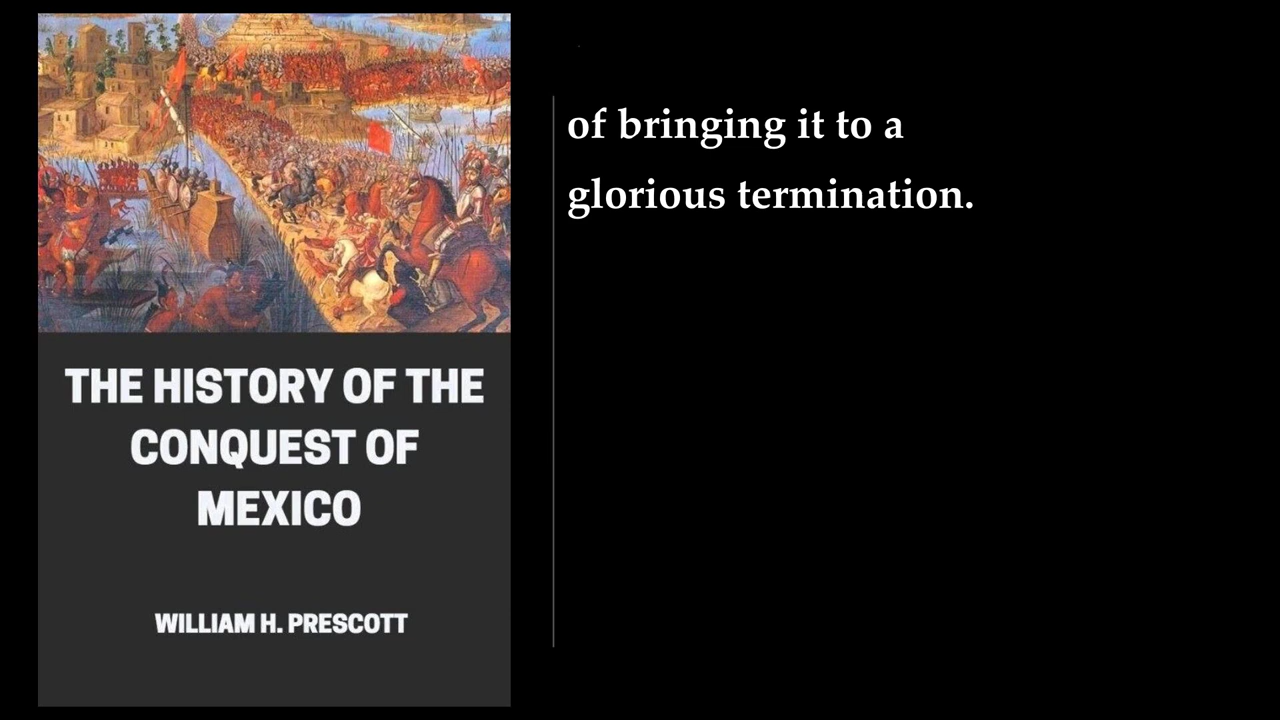 THE HISTORY OF THE
CONQUEST OF
MEXICO
WILLIAM H. PRESCOTT
of bringing it to a
glorious termination.